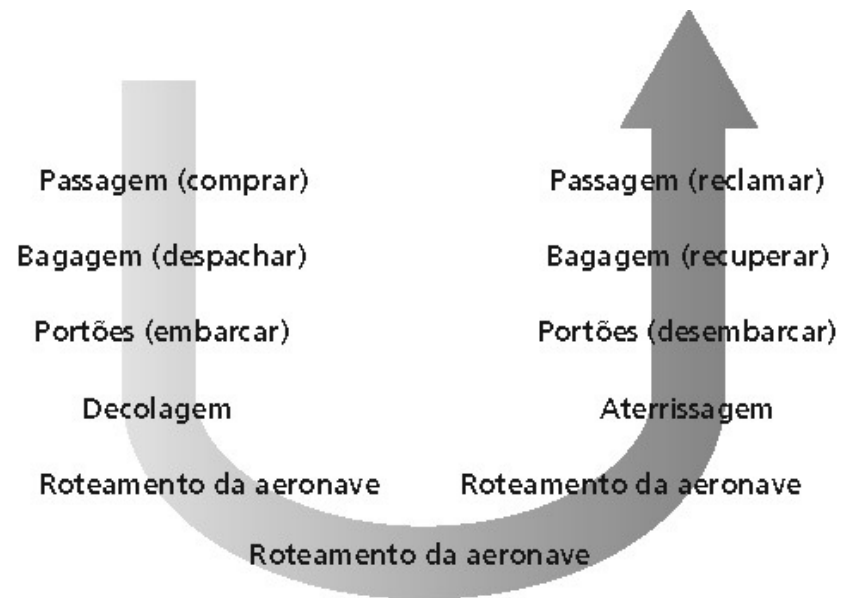 Passagem (comprar)
Bagagem (despachar)
Portões (embarcar)
Decolagem
Roteamento da aeronave
Roteamento da aeronave
Roteamento da aeronave
Aterrissagem
Portões (desembarcar)
Bagagem (recuperar)
Passagem (reclamar)